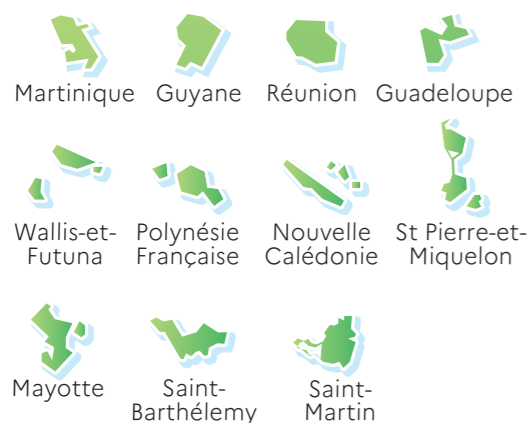 Martinique
Guyane
Réunion
Guadeloupe
Wallis-et-
Futuna
Polynésie
Française
Nouvelle
Calédonie
St Pierre-et-
Miquelon
Mayotte
Saint-
Barthélemy
Saint-
Martin